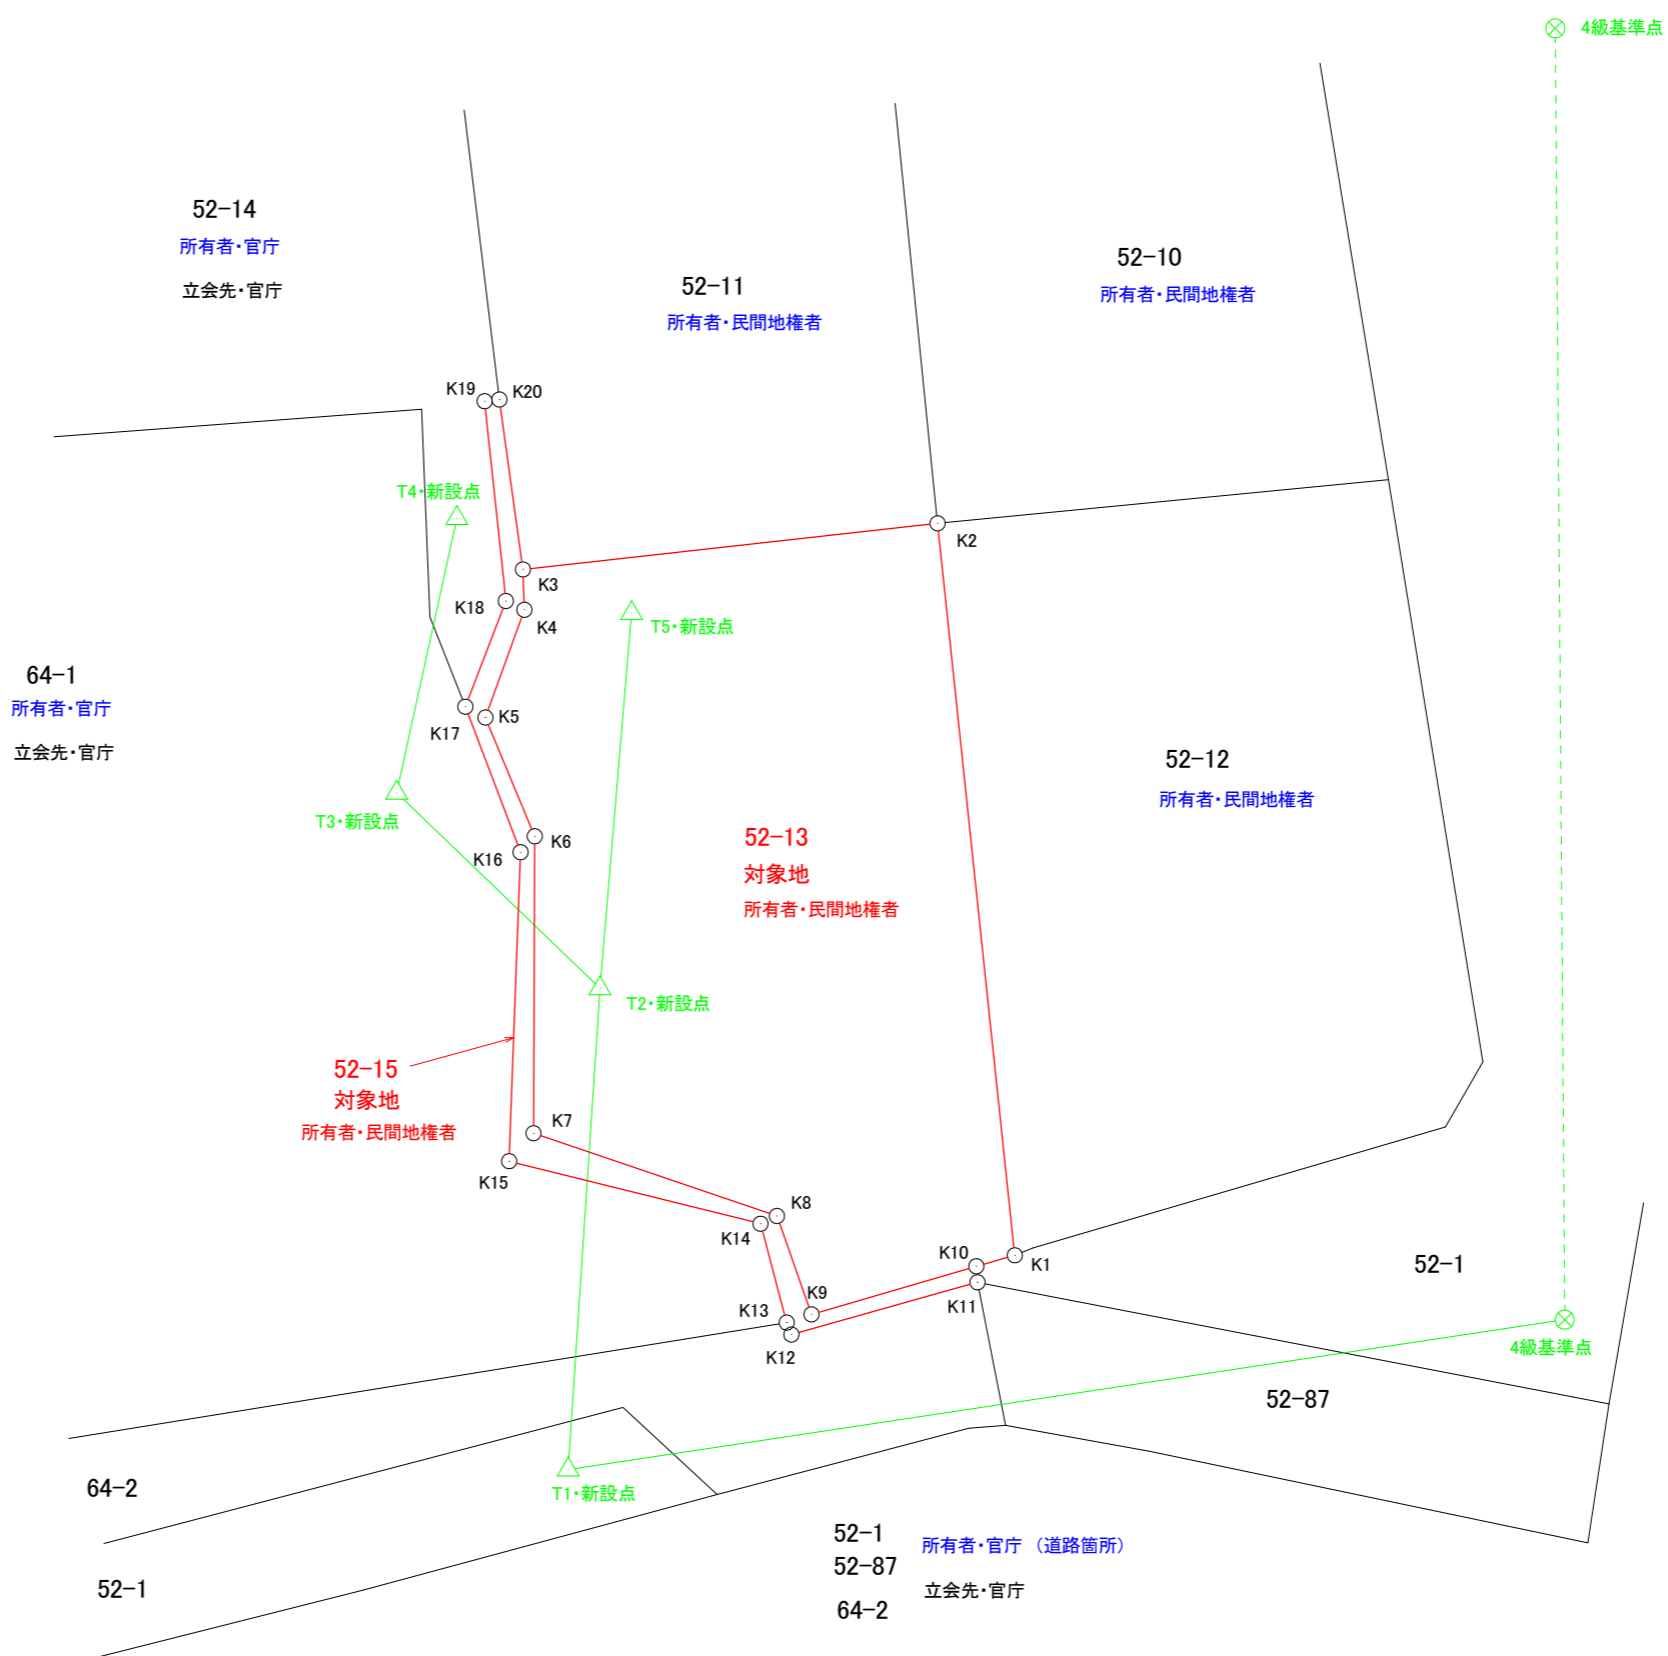 4級基準点
52-14
所有者・官庁
立会先・官庁
52-11
所有者・民間地権者
52-10
所有者・民間地権者
K19
K20
T4・新設点
K2
K3
K18
K4
T5・新設点
64-1
所有者・官庁
立会先・官庁
K5
K17
52-12
所有者・民間地権者
T3・新設点
K6
K16
52-13
対象地
所有者・民間地権者
T2・新設点
52-15
対象地
所有者・民間地権者
K7
K15
K8
K14
K10
K1
52-1
K9
K11
K13
K12
4級基準点
52-87
64-2
T1・新設点
52-1
52-1
所有者・官庁 （道路箇所）
52-87
立会先・官庁
64-2